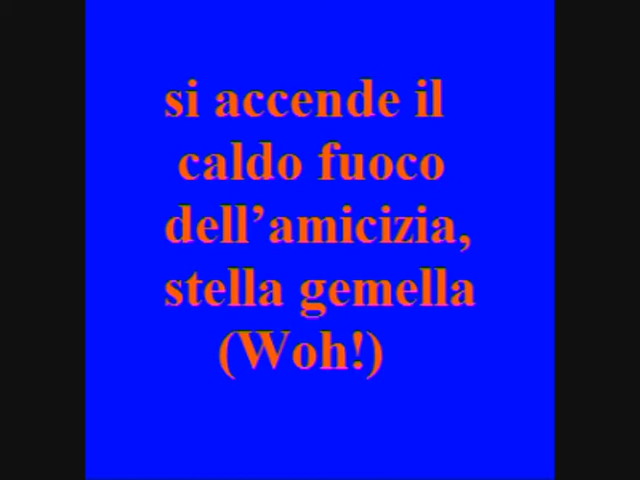 si accende il
caldo fuoco
dell’amicizia,
stella gemella
(Woh!)